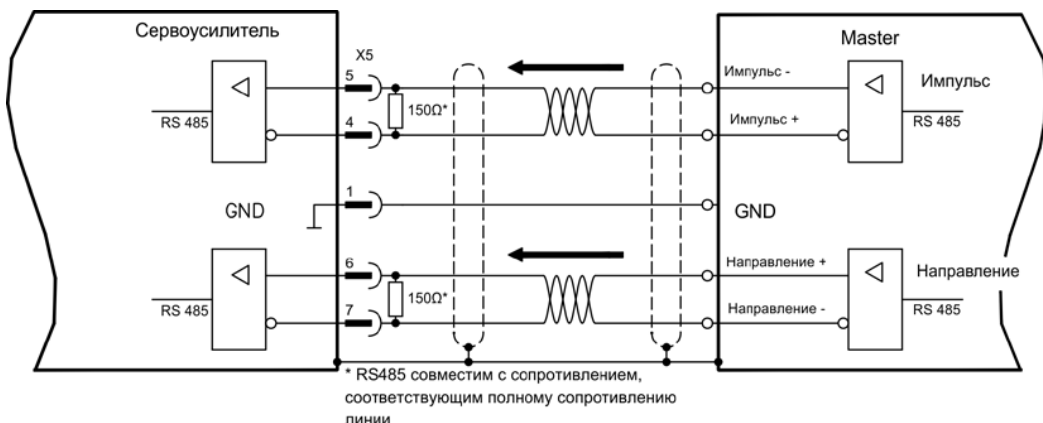 Сервоусилитель
X5
Master
5
Импульс -
Импульс
150Ω*
RS 485
4
Импульс +
RS 485
1
GND
GND
6
Направление +
Направление
150Ω*
RS 485
7
Направление -
RS 485
* RS485 совместим с сопротивлением,
соответствующим полному сопротивлению
линии